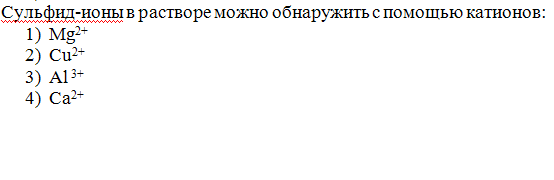 Сульфид-ионы в растворе можно обнаружить с помощью катионов:
1) Mg²⁺
2) Cu²⁺
3) Al³⁺
4) Ca²⁺